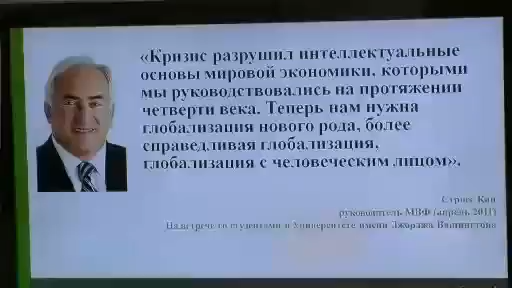 «Кризис разрушил интеллектуальные
основы мировой экономики, которыми
мы руководствовались на протяжении
четверти века. Теперь нам нужна
глобализация нового рода, более
справедливая глобализация,
глобализация с человеческим лицом».
Стросс Кан
руководитель МВФ (апрель 2011)
На встрече со студентами в Университете имени Джорджа Вашингтона